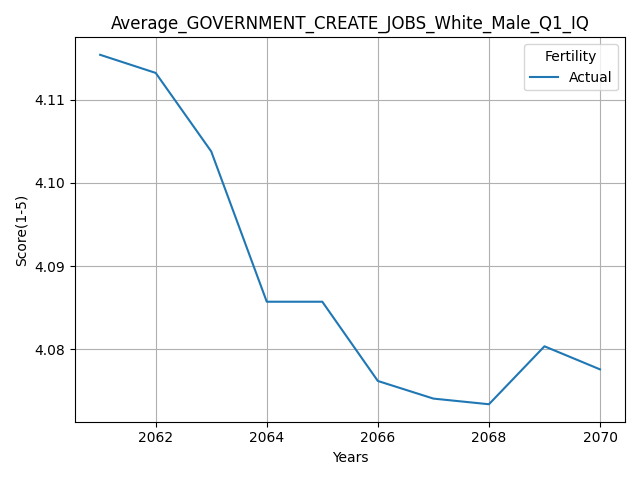 Average_GOVERNMENT_CREATE_JOBS_White_Male_Q1_IQ
Fertility
Actual
4.11
4.10
4.09
4.08
Score(1-5)
2062 2064 2066 2068 2070
Years